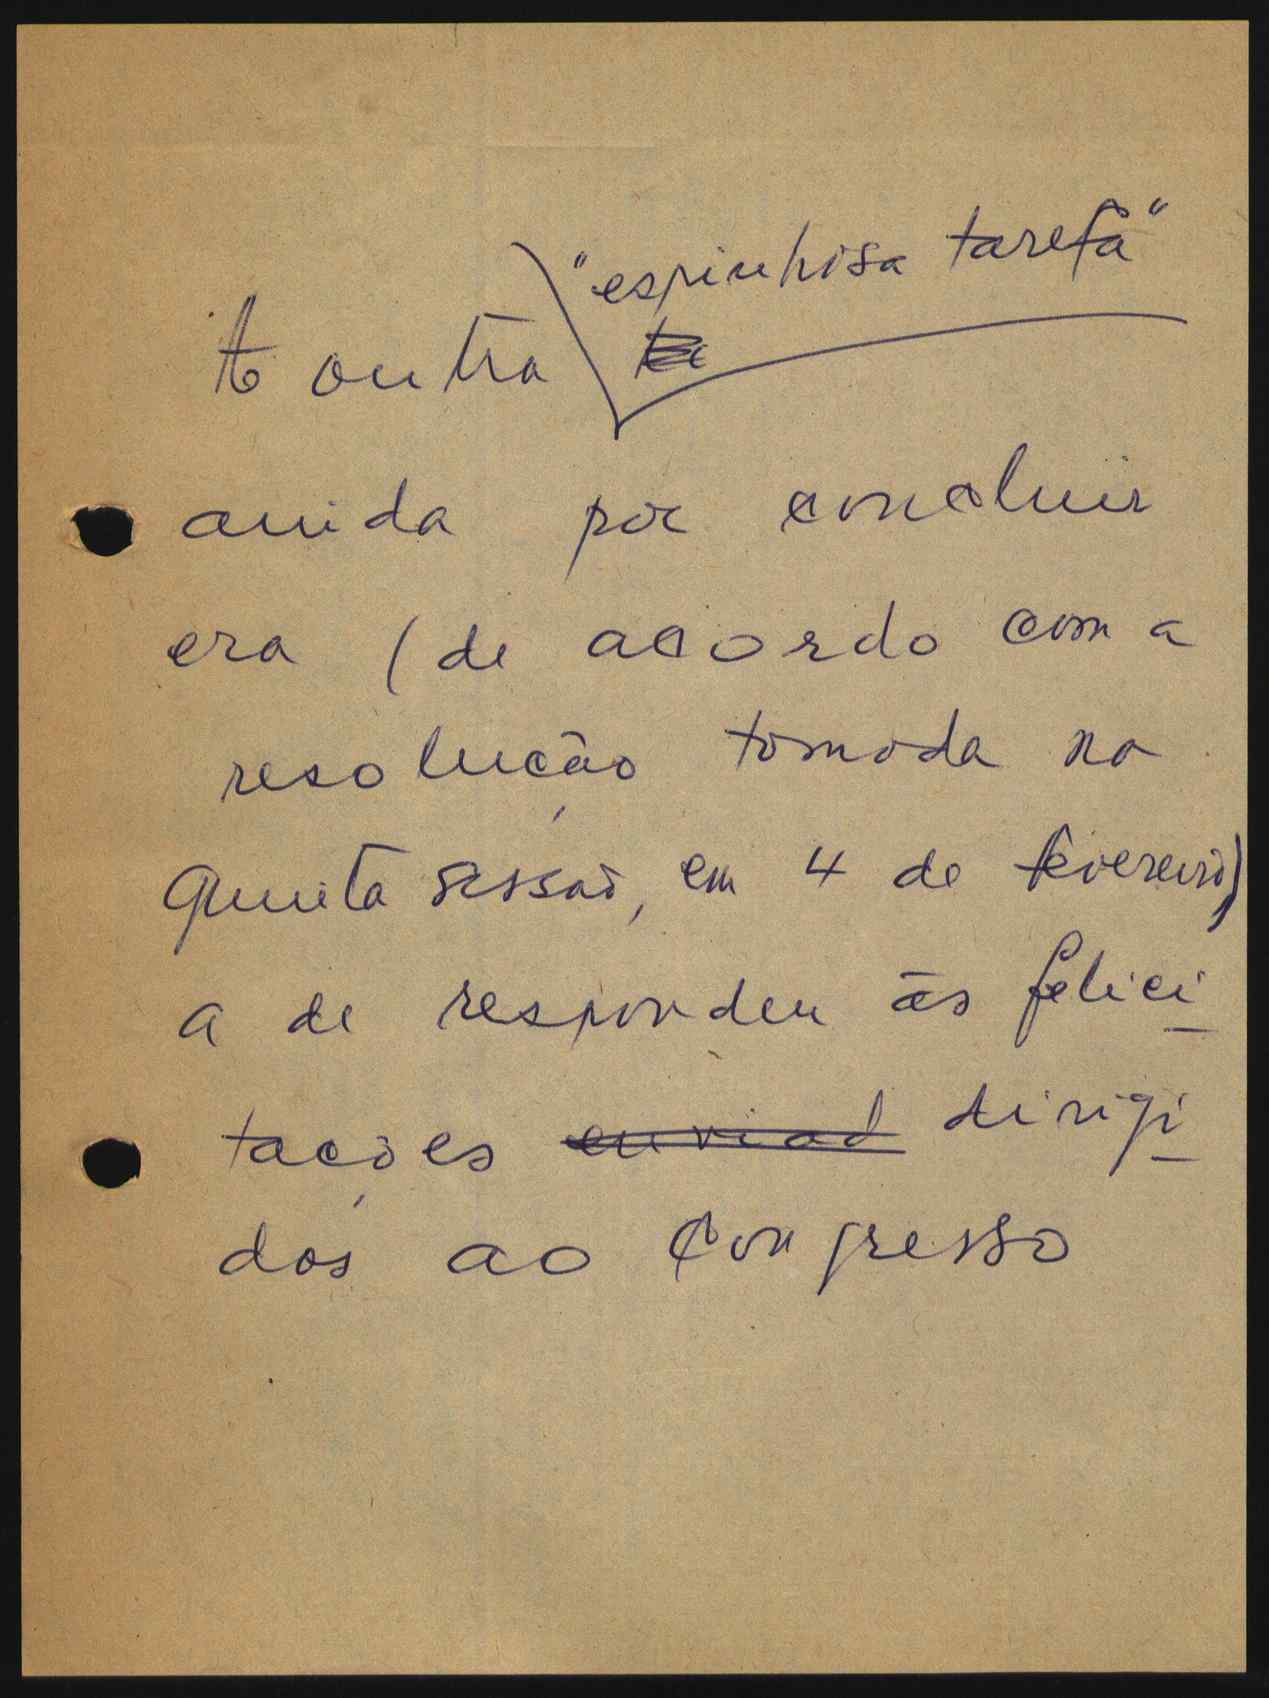 "espinhosa tarefa"
A outra
ainda por concluir
era (de acordo com a
resolução tomada na
quinta sessão, em 4 de fevereiro)
a de responder às felici
tações enviad dirigi
das ao Congresso